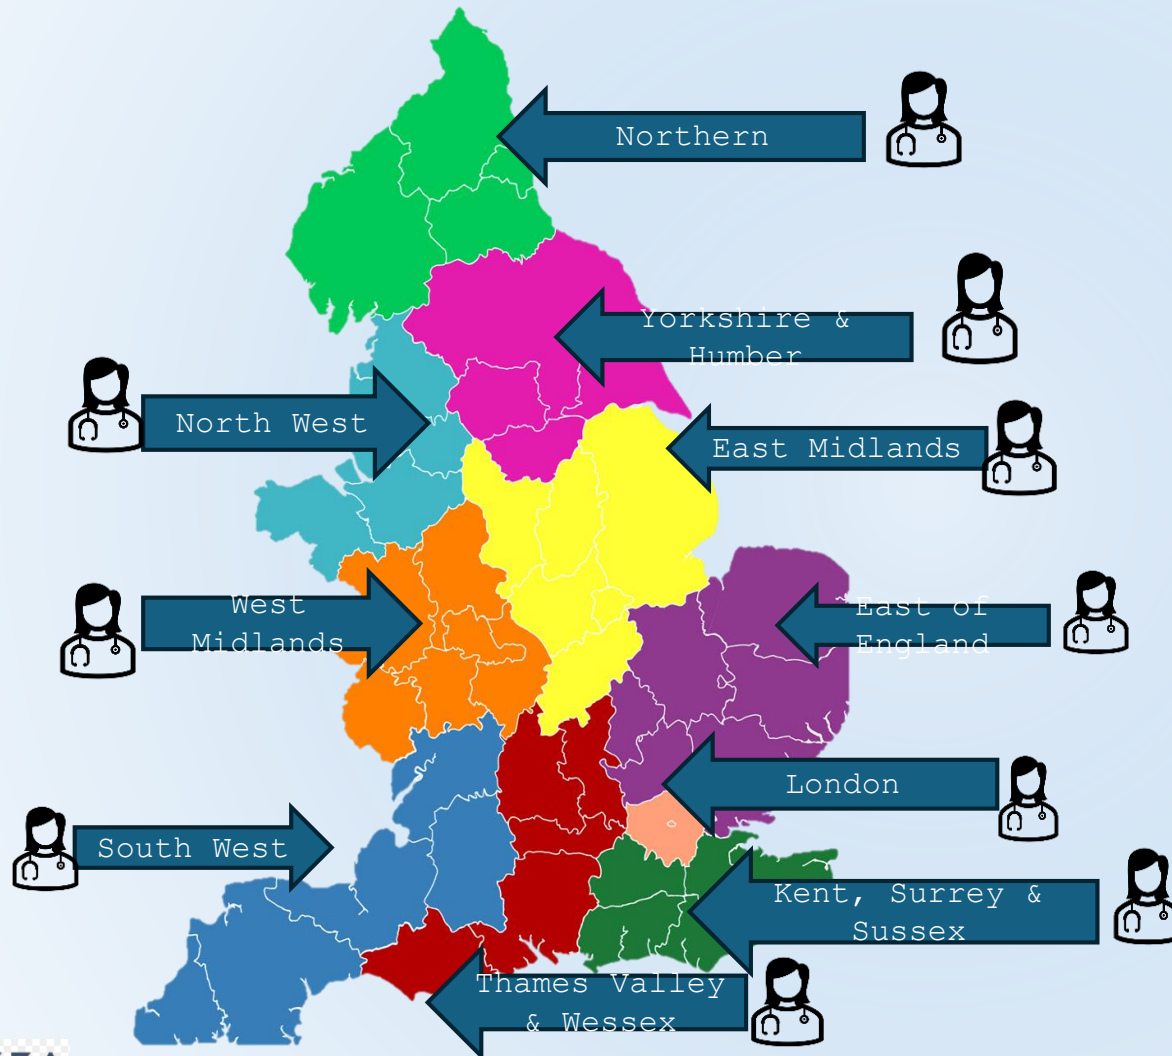 Northern
Yorkshire &
Humber
North West
East Midlands
West
Midlands
East of
England
London
South West
Kent, Surrey &
Sussex
Thames Valley
& Wessex